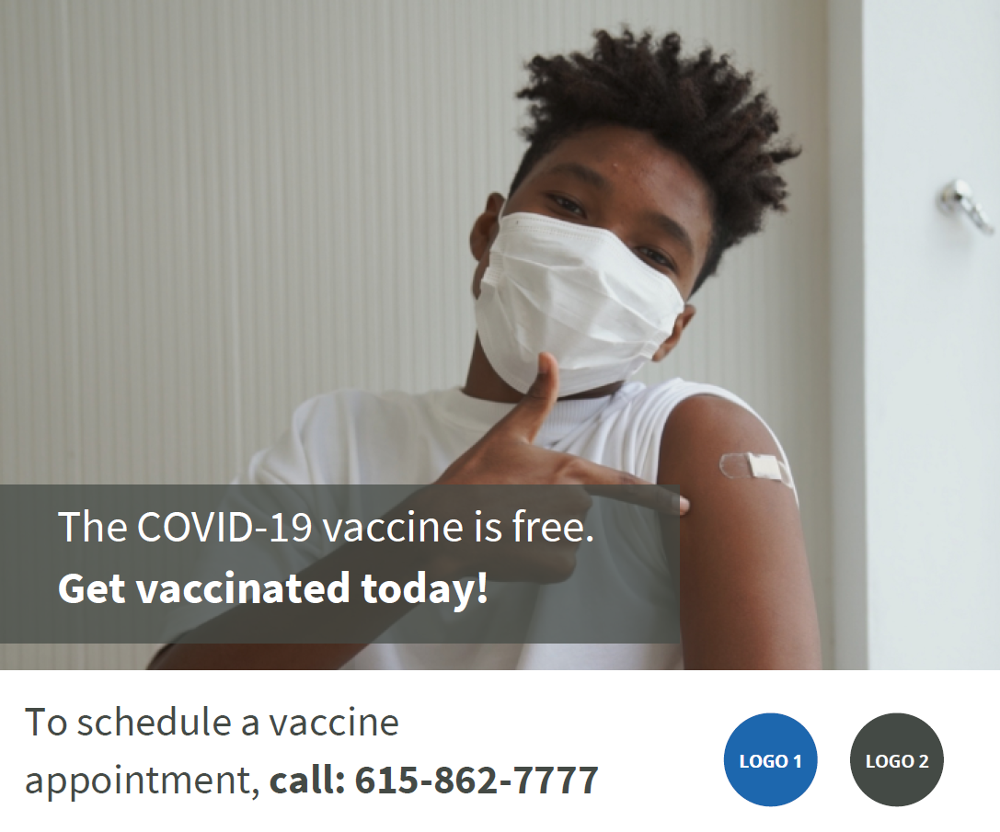 The COVID-19 vaccine is free.
Get vaccinated today!
To schedule a vaccine
appointment, call: 615-862-7777
LOGO 1
LOGO 2